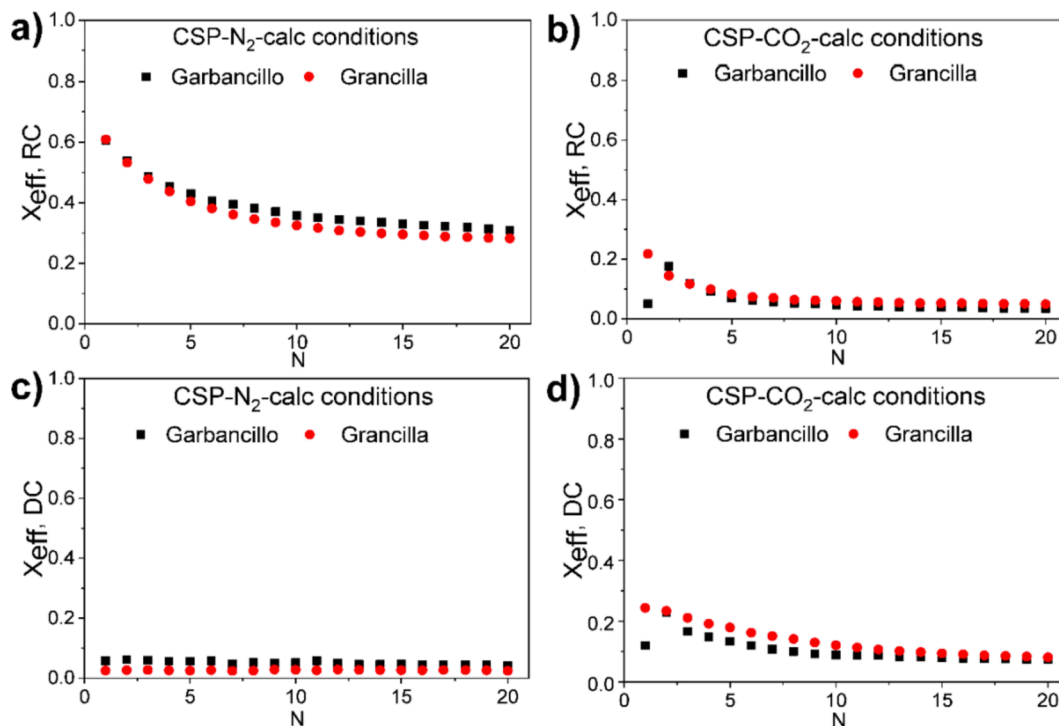 a)
CSP-N₂-calc conditions
Garbancillo Grancilla
Xeff, RC
1.0
0.8
0.6
0.4
0.2
0.0
0 5 10 15 20
N
b)
CSP-CO₂-calc conditions
Garbancillo Grancilla
Xeff, RC
1.0
0.8
0.6
0.4
0.2
0.0
0 5 10 15 20
N
c)
CSP-N₂-calc conditions
Garbancillo Grancilla
Xeff, DC
1.0
0.8
0.6
0.4
0.2
0.0
0 5 10 15 20
N
d)
CSP-CO₂-calc conditions
Garbancillo Grancilla
Xeff, DC
1.0
0.8
0.6
0.4
0.2
0.0
0 5 10 15 20
N